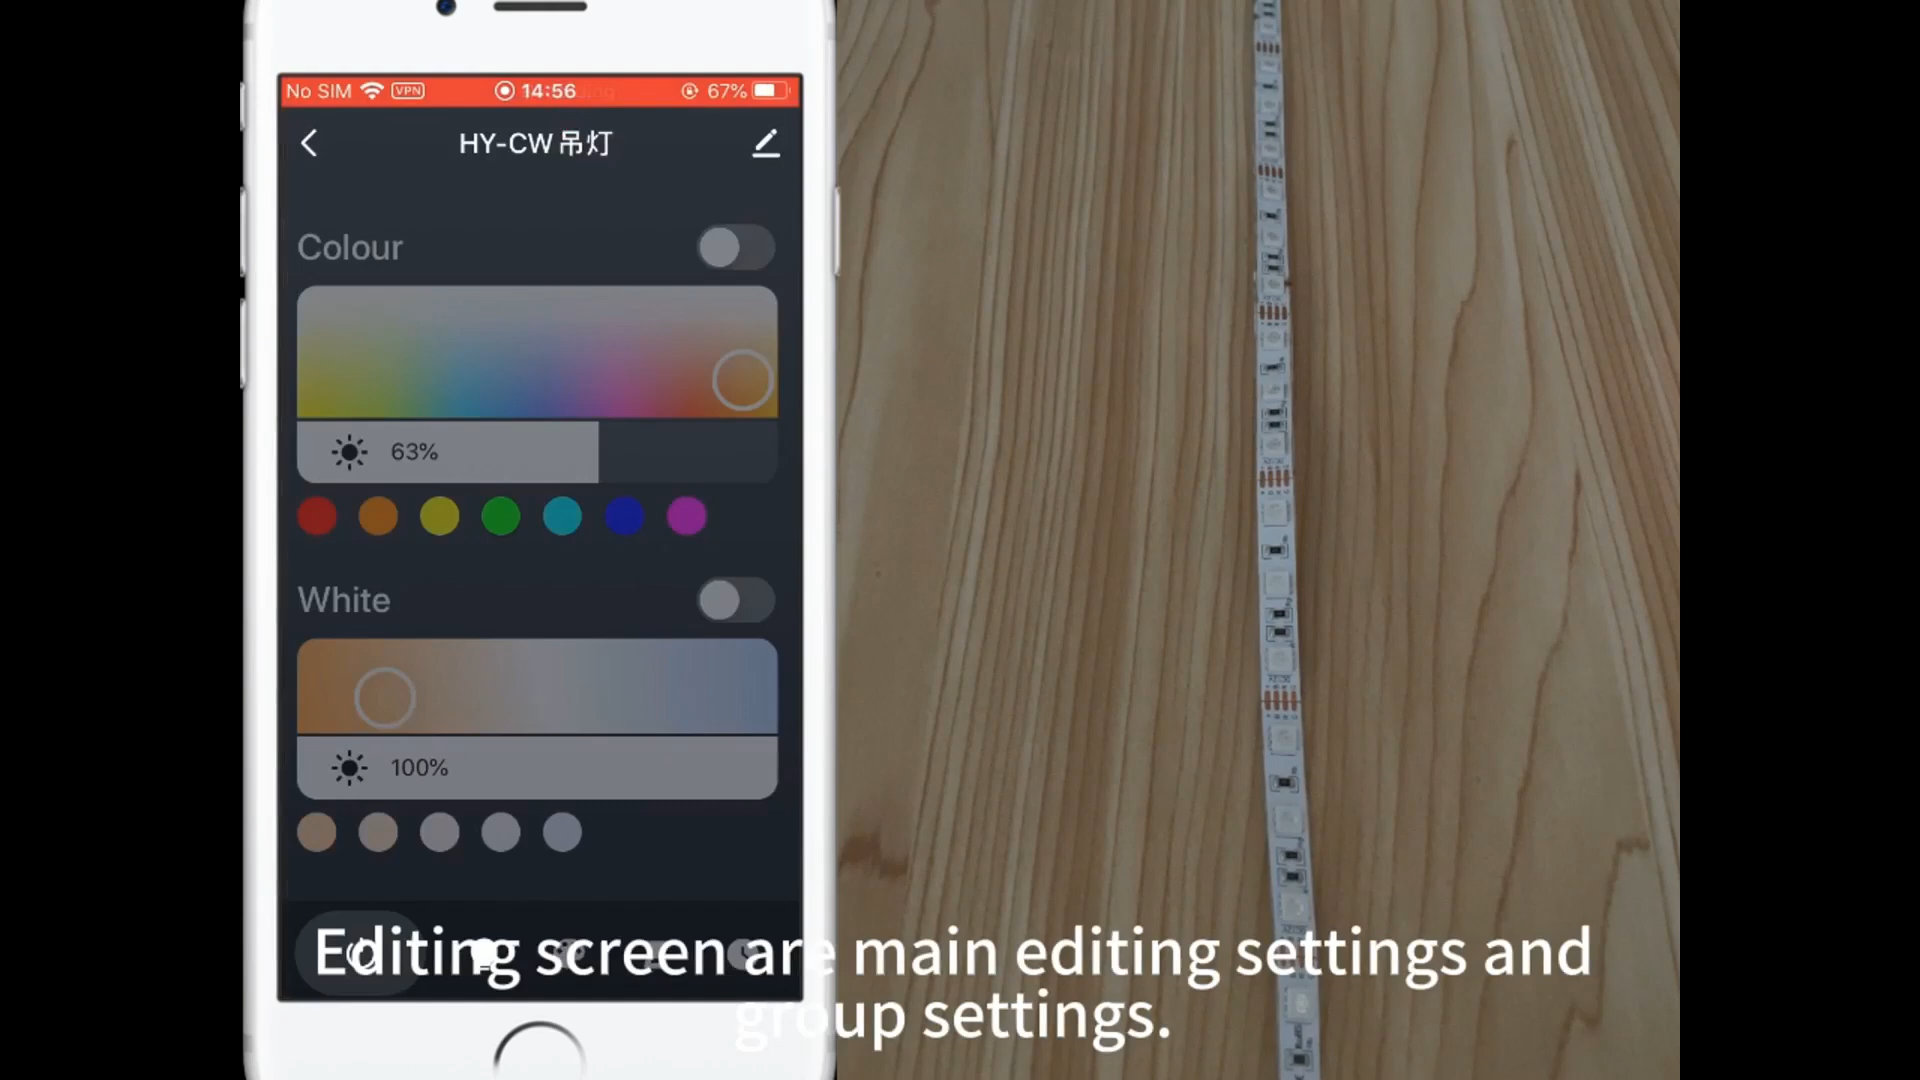 No SIM VPN 14:56 67%
HY-CW 吊灯
Colour
63%
White
100%
Editing screen are main editing settings and
group settings.